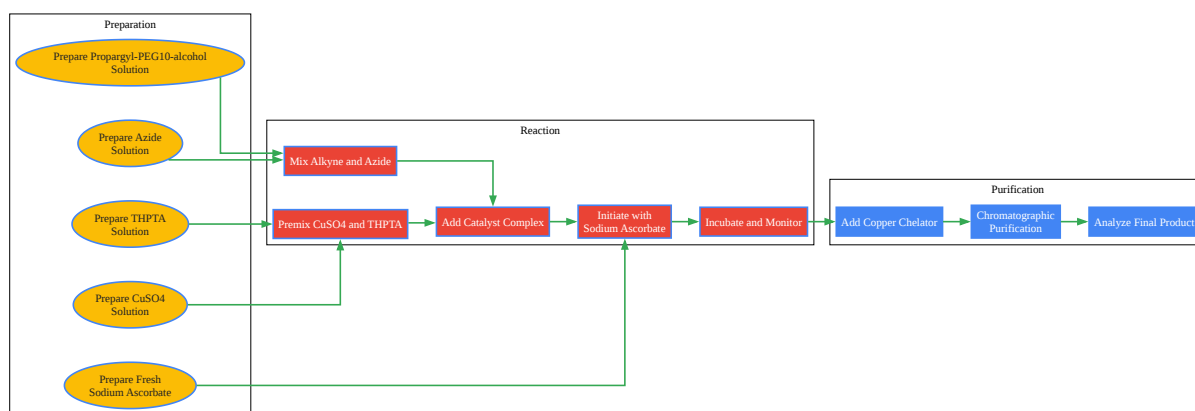 Preparation
Prepare Propargyl-PEG10-alcohol
Solution
Prepare Azide
Solution
Prepare THPTA
Solution
Prepare CuSO4
Solution
Prepare Fresh
Sodium Ascorbate
Reaction
Mix Alkyne and Azide
Premix CuSO4 and THPTA
Add Catalyst Complex
Initiate with
Sodium Ascorbate
Incubate and Monitor
Purification
Add Copper Chelator
Chromatographic
Purification
Analyze Final Product